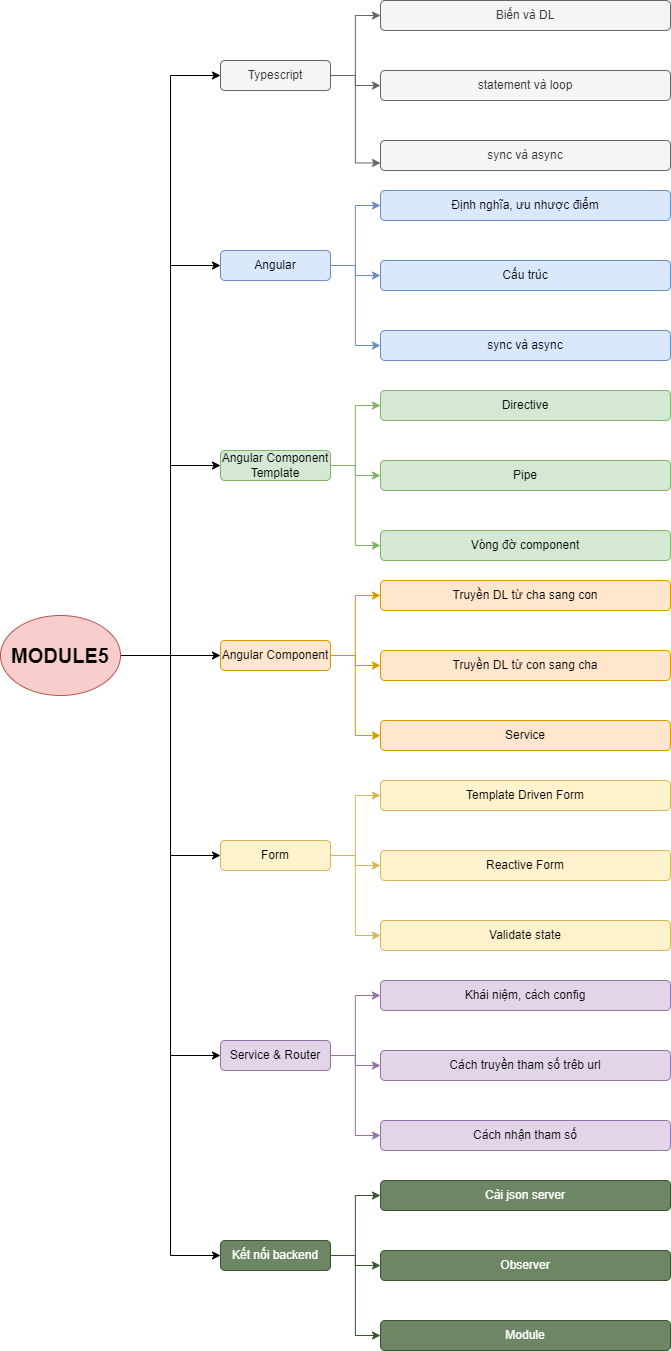 MODULE5
Typescript
Biến và DL
statement và loop
sync và async
Angular
Định nghĩa, ưu nhược điểm
Cấu trúc
sync và async
Angular Component
Template
Directive
Pipe
Vòng đờ component
Angular Component
Truyền DL từ cha sang con
Truyền DL từ con sang cha
Service
Form
Template Driven Form
Reactive Form
Validate state
Service & Router
Khái niệm, cách config
Cách truyền tham số trêb url
Cách nhận tham số
Kết nối backend
Cài json server
Observer
Module